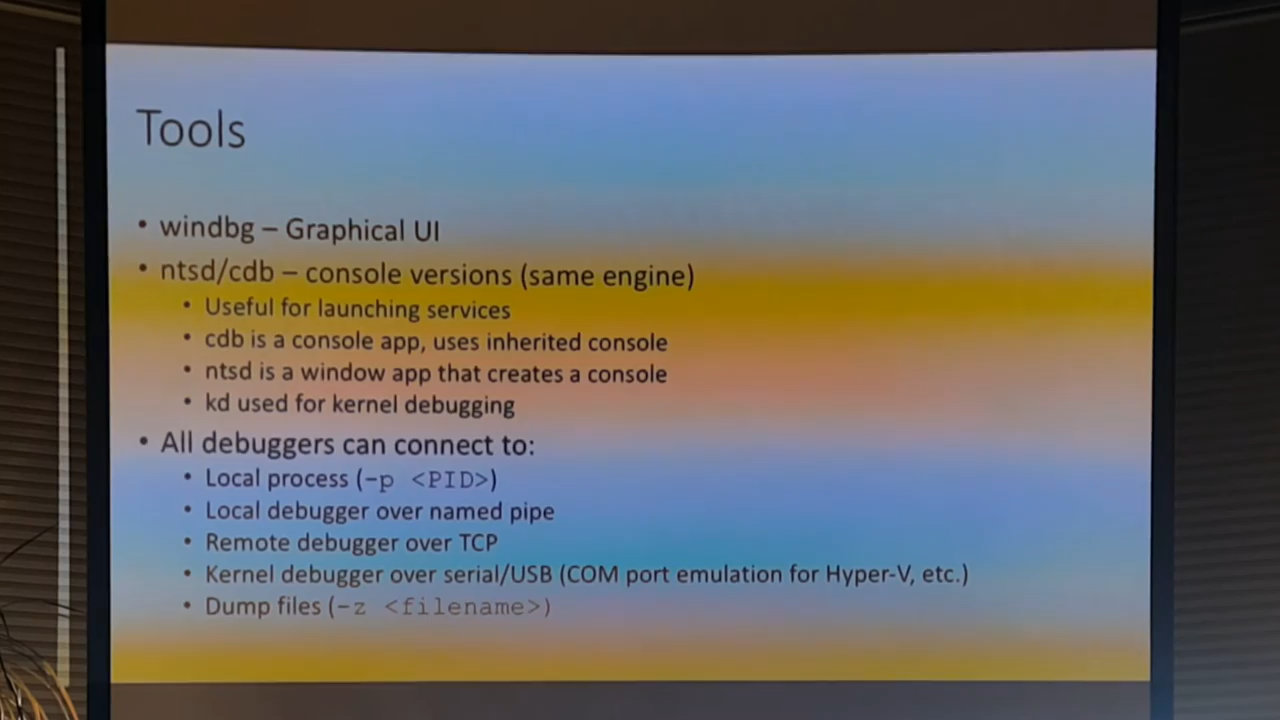 Tools
• windbg – Graphical UI
• ntsd/cdb – console versions (same engine)
• Useful for launching services
• cdb is a console app, uses inherited console
• ntsd is a window app that creates a console
• kd used for kernel debugging
• All debuggers can connect to:
• Local process (-p <PID>)
• Local debugger over named pipe
• Remote debugger over TCP
• Kernel debugger over serial/USB (COM port emulation for Hyper-V, etc.)
• Dump files (-z <filename>)